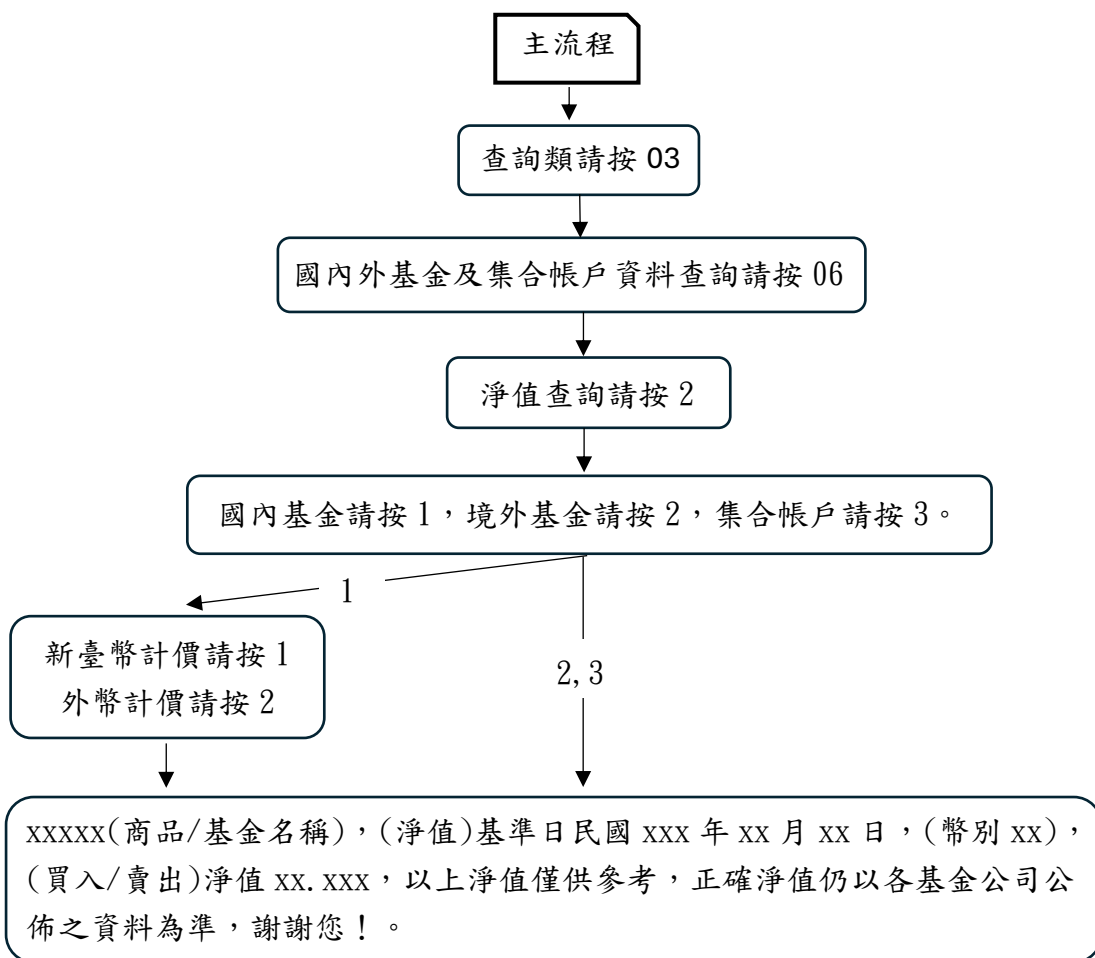 主流程
查詢類請按 03
國內外基金及集合帳戶資料查詢請按 06
淨值查詢請按 2
國內基金請按 1，境外基金請按 2，集合帳戶請按 3。
1
新臺幣計價請按 1
外幣計價請按 2
2,3
xxxxx(商品/基金名稱)，(淨值)基準日民國 xxx 年 xx 月 xx 日，(幣別 xx)，
(買入/賣出)淨值 xx.xxx，以上淨值僅供參考，正確淨值仍以各基金公司公
佈之資料為準，謝謝您！。